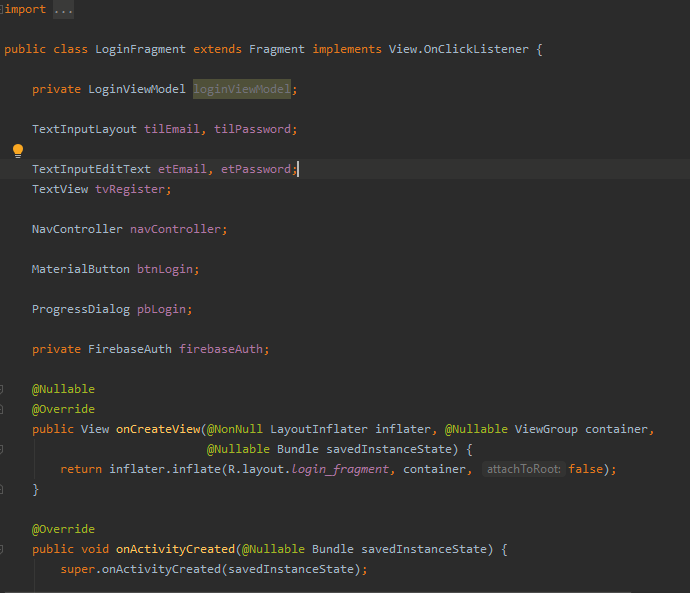 import ...
public class LoginFragment extends Fragment implements View.OnClickListener {
private LoginViewModel loginViewModel;
TextInputLayout tilEmail, tilPassword;
TextInputEditText etEmail, etPassword;
TextView tvRegister;
NavController navController;
MaterialButton btnLogin;
ProgressDialog pbLogin;
private FirebaseAuth firebaseAuth;
@Nullable
@Override
public View onCreateView(@NonNull LayoutInflater inflater, @Nullable ViewGroup container,
@Nullable Bundle savedInstanceState) {
return inflater.inflate(R.layout.login_fragment, container, attachToRoot: false);
}
@Override
public void onActivityCreated(@Nullable Bundle savedInstanceState) {
super.onActivityCreated(savedInstanceState);